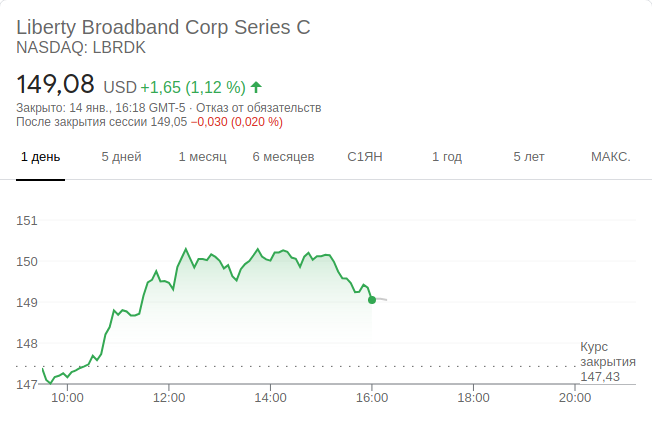 Liberty Broadband Corp Series C
NASDAQ: LBRDK
149,08 USD +1,65 (1,12 %)
Закрыто: 14 янв., 16:18 GMT-5 · Отказ от обязательств
После закрытия сессии 149,05 −0,030 (0,020 %)
1 день 5 дней 1 месяц 6 месяцев С1ЯН 1 год 5 лет МАКС.
151
150
149
148
Курс
закрытия
147,43
147
10:00 12:00 14:00 16:00 18:00 20:00